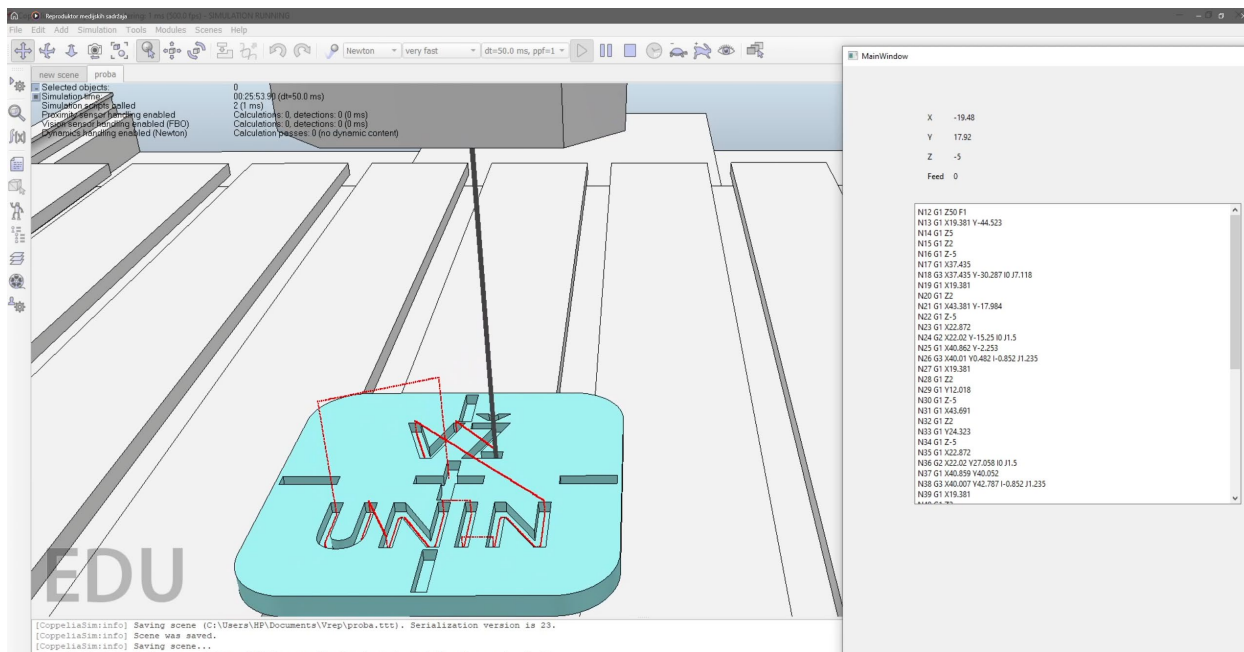 Reproduktor medijskih sadržaja
SIMULATION RUNNING
File Edit Add Simulation Tools Modules Scenes Help
Newton very fast dt=50.0 ms, ppf=1
new scene proba
Selected objects: 0
Simulation time: 00:25:53.90 (dt=50.0 ms)
Simulation scripts called 2 (1 ms)
Proximity sensor handling enabled Calculations: 0, detections: 0 (0 ms)
Vision sensor handling enabled (FBO) Calculations: 0, detections: 0 (0 ms)
Dynamics handling enabled (Newton) Calculation passes: 0 (no dynamic content)
f(x)
VŽ
UNIN
EDU
[CoppeliaSim:info] Saving scene (C:\Users\HP\Documents\Vrep\proba.ttt). Serialization version is 23.
[CoppeliaSim:info] Scene was saved.
[CoppeliaSim:info] Saving scene...
MainWindow
X -19.48
Y 17.92
Z -5
Feed 0
N12 G1 Z50 F1
N13 G1 X19.381 Y-44.523
N14 G1 Z5
N15 G1 Z2
N16 G1 Z-5
N17 G1 X37.435
N18 G3 X37.435 Y-30.287 I0 J7.118
N19 G1 X19.381
N20 G1 Z2
N21 G1 X43.381 Y-17.984
N22 G1 Z-5
N23 G1 X22.872
N24 G2 X22.02 Y-15.25 I0 J1.5
N25 G1 X40.862 Y-2.253
N26 G3 X40.01 Y0.482 I-0.852 J1.235
N27 G1 X19.381
N28 G1 Z2
N29 G1 Y12.018
N30 G1 Z-5
N31 G1 X43.691
N32 G1 Z2
N33 G1 Y24.323
N34 G1 Z-5
N35 G1 X22.872
N36 G2 X22.02 Y27.058 I0 J1.5
N37 G1 X40.859 Y40.052
N38 G3 X40.007 Y42.787 I-0.852 J1.235
N39 G1 X19.381